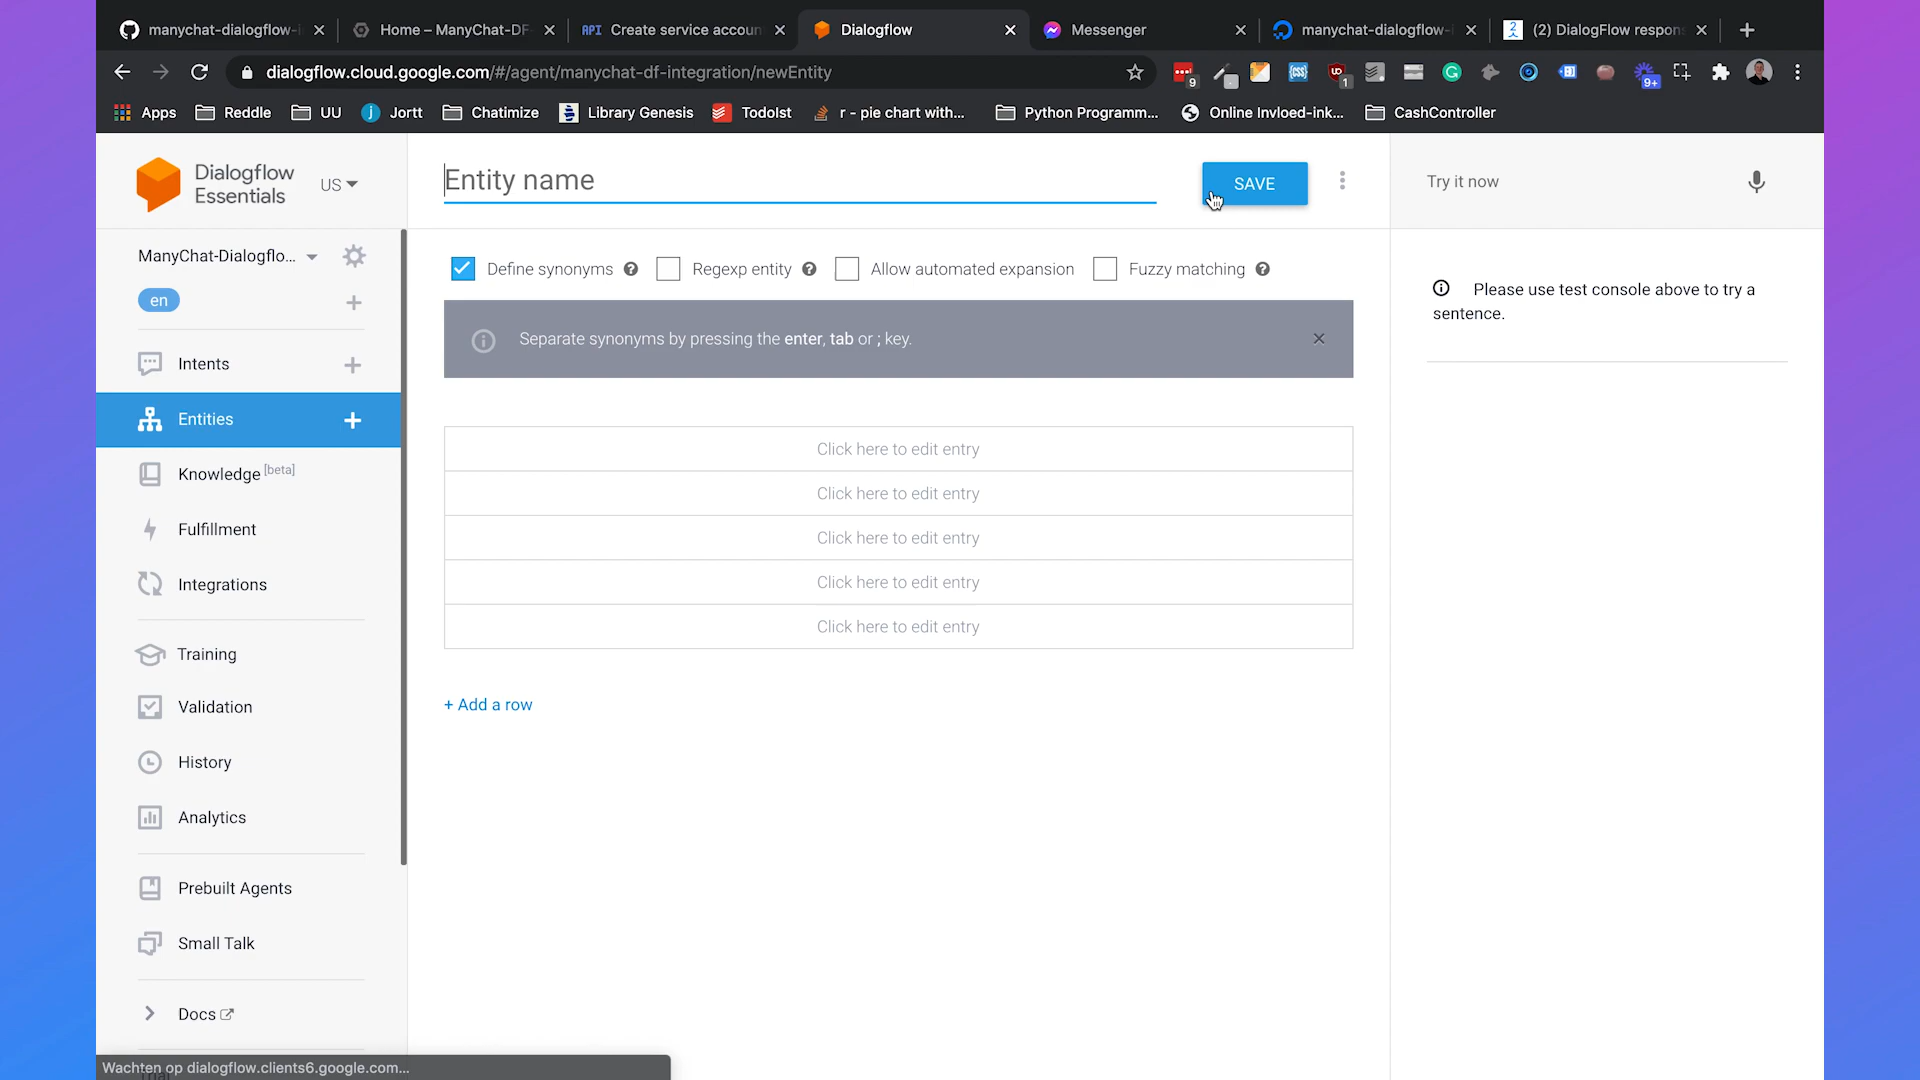 manychat-dialogflow-i
Home – ManyChat-DF-
API Create service accoun
Dialogflow
Messenger
manychat-dialogflow-i
(2) DialogFlow respon
dialogflow.cloud.google.com/#/agent/manychat-df-integration/newEntity
9
1
9+
Apps
Reddle
UU
Jortt
Chatimize
Library Genesis
TodoIst
r - pie chart with...
Python Programm...
Online Invloed-ink...
CashController
Dialogflow
Essentials
US
Entity name
SAVE
Try it now
ManyChat-Dialogflo...
en
Define synonyms
Regexp entity
Allow automated expansion
Fuzzy matching
Separate synonyms by pressing the enter, tab or ; key.
Please use test console above to try a
sentence.
Intents
Entities
Knowledge [beta]
Fulfillment
Integrations
Training
Validation
History
Analytics
Prebuilt Agents
Small Talk
Docs
Click here to edit entry
Click here to edit entry
Click here to edit entry
Click here to edit entry
Click here to edit entry
+ Add a row
Wachten op dialogflow.clients6.google.com...